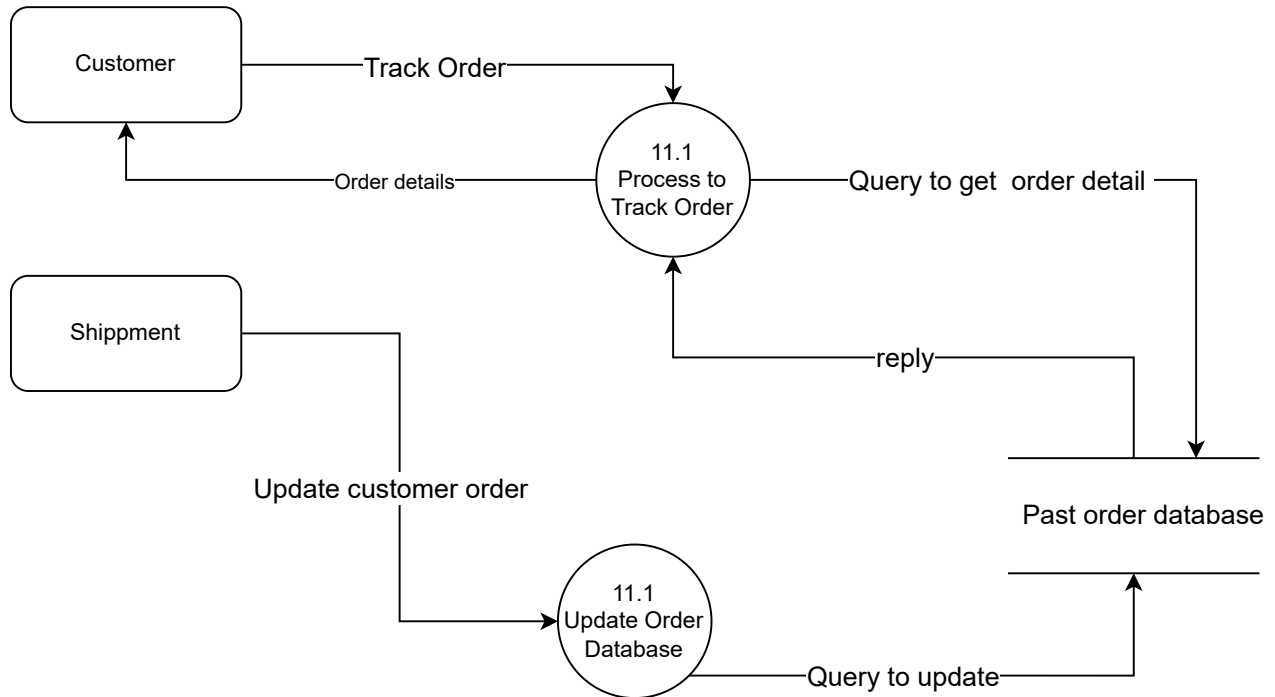 Customer
Track Order
11.1
Process to
Track Order
Order details
Query to get  order detail
Shippment
reply
Update customer order
Past order database
11.1
Update Order
Database
Query to update